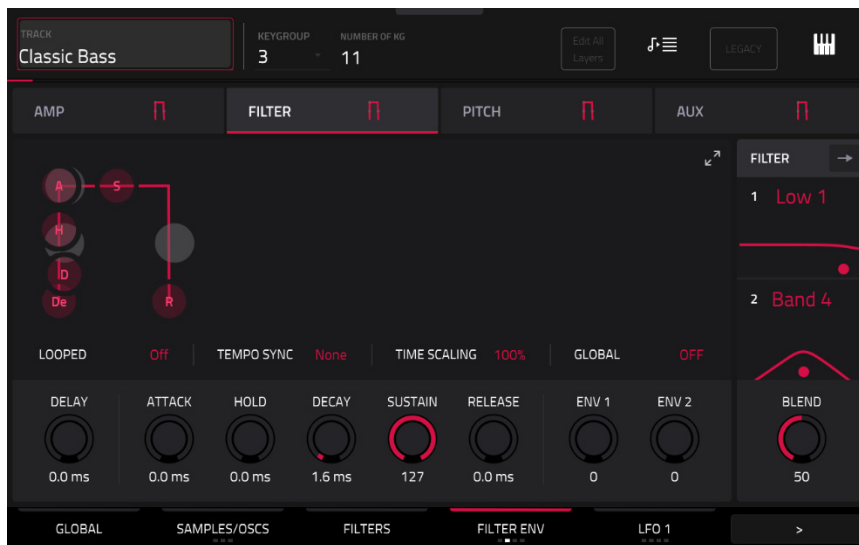 TRACK KEYGROUP NUMBER OF KG
Classic Bass 3 11
Edit All
Layers
LEGACY
AMP FILTER PITCH AUX
FILTER
A S
1 Low 1
H
D
De R
2 Band 4
LOOPED Off TEMPO SYNC None TIME SCALING 100% GLOBAL OFF
DELAY ATTACK HOLD DECAY SUSTAIN RELEASE ENV 1 ENV 2 BLEND
0.0 ms 0.0 ms 0.0 ms 1.6 ms 127 0.0 ms 0 0 50
GLOBAL SAMPLES/OSCS FILTERS FILTER ENV LFO 1 >